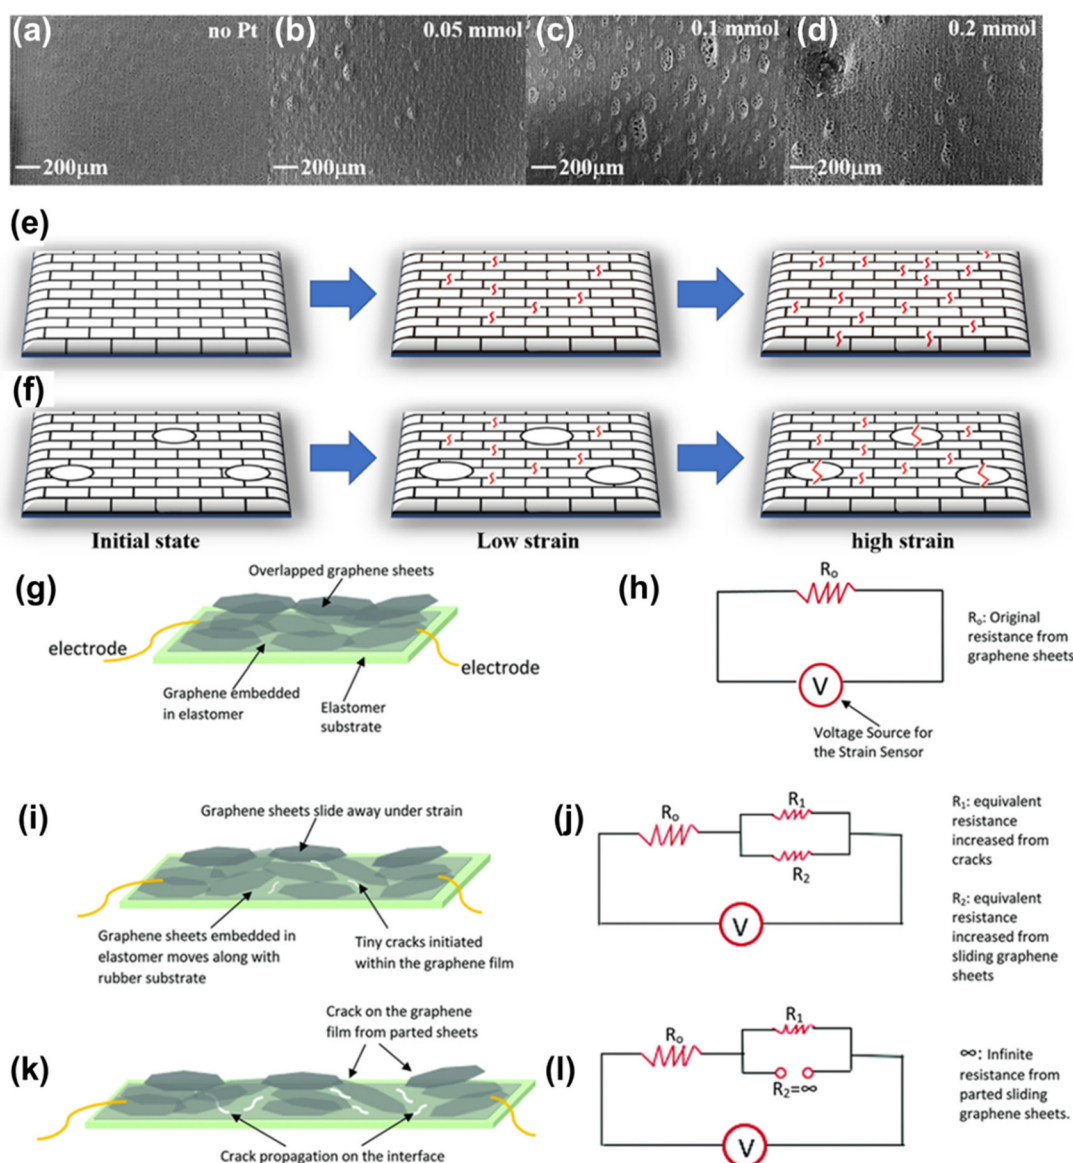 (a)
no Pt
(b)
0.05 mmol
(c)
0.1 mmol
(d)
0.2 mmol
200μm
200μm
200μm
200μm
(e)
(f)
Initial state
Low strain
high strain
(g)
Overlapped graphene sheets
electrode
electrode
Graphene embedded
in elastomer
Elastomer
substrate
(h)
Ro
V
Ro: Original
resistance from
graphene sheets
Voltage Source for
the Strain Sensor
(i)
Graphene sheets slide away under strain
Graphene sheets embedded in
elastomer moves along with
rubber substrate
Tiny cracks initiated
within the graphene film
(j)
Ro
R1
R2
V
R1: equivalent
resistance
increased from
cracks
R2: equivalent
resistance
increased from
sliding graphene
sheets
(k)
Crack on the graphene
film from parted sheets
Crack propagation on the interface
(l)
Ro
R1
R2=∞
V
∞: Infinite
resistance from
parted sliding
graphene sheets.